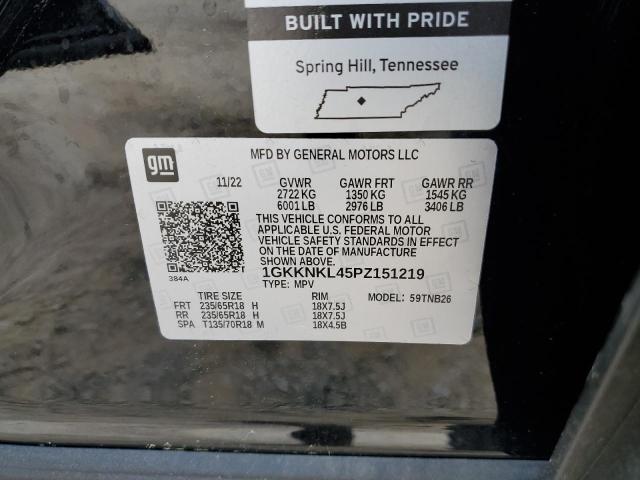 BUILT WITH PRIDE
Spring Hill, Tennessee
gm
MFD BY GENERAL MOTORS LLC
11/22 GVWR GAWR FRT GAWR RR
2722 KG 1350 KG 1545 KG
6001 LB 2976 LB 3406 LB
THIS VEHICLE CONFORMS TO ALL
APPLICABLE U.S. FEDERAL MOTOR
VEHICLE SAFETY STANDARDS IN EFFECT
ON THE DATE OF MANUFACTURE
SHOWN ABOVE.
384A 1GKKNKL45PZ151219
TYPE: MPV
TIRE SIZE RIM MODEL: 59TNB26
FRT 235/65R18 H 18X7.5J
RR 235/65R18 H 18X7.5J
SPA T135/70R18 M 18X4.5B